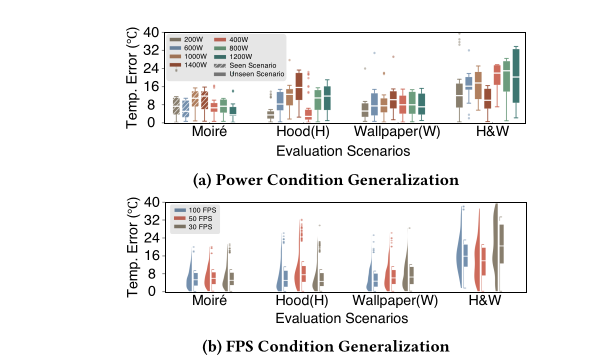 40
32
24
16
8
0
Temp. Error (℃)
200W
600W
1000W
1400W
400W
800W
1200W
Seen Scenario
Unseen Scenario
Moiré Hood(H) Wallpaper(W) H&W
Evaluation Scenarios
(a) Power Condition Generalization
40
32
24
16
8
0
Temp. Error (℃)
100 FPS
50 FPS
30 FPS
Moiré Hood(H) Wallpaper(W) H&W
Evaluation Scenarios
(b) FPS Condition Generalization